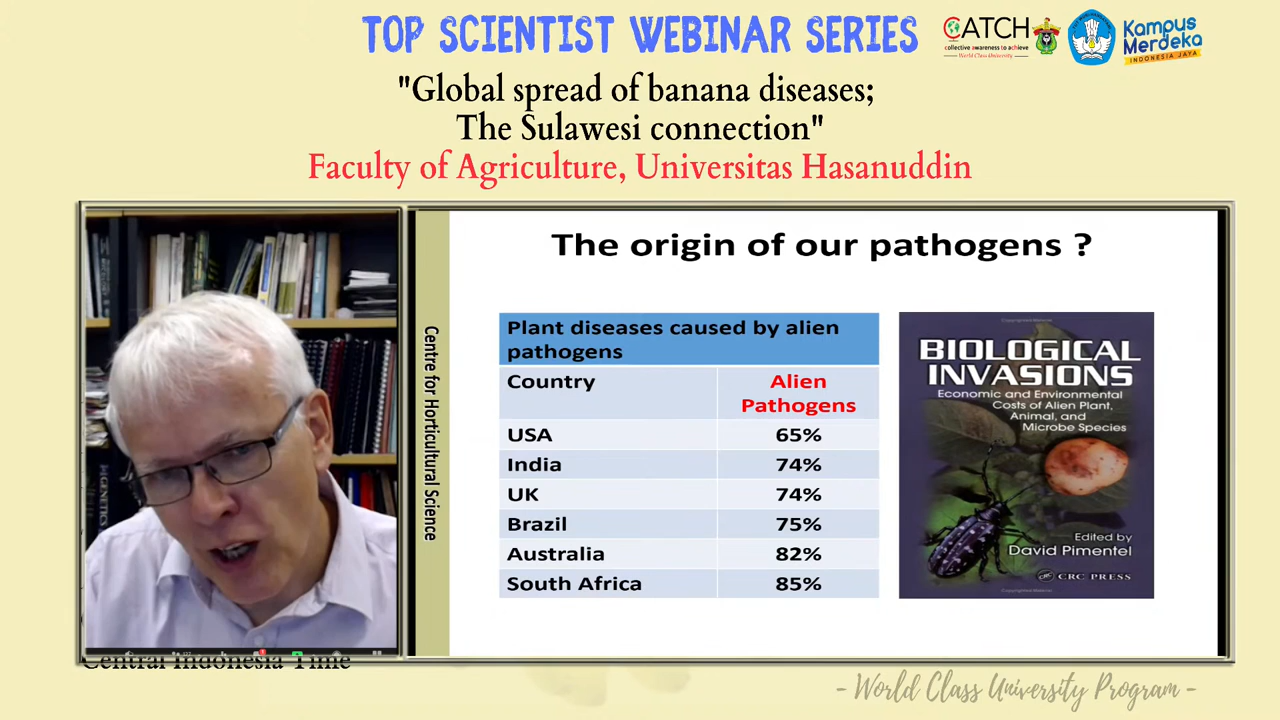 TOP SCIENTIST WEBINAR SERIES
CATCH
collective awareness to achieve
World Class University
Kampus
Merdeka
INDONESIA JAYA
"Global spread of banana diseases;
The Sulawesi connection"
Faculty of Agriculture, Universitas Hasanuddin
GENETICS
Centre for Horticultural Science
The origin of our pathogens ?
Plant diseases caused by alien
pathogens
Country
Alien
Pathogens
USA 65%
India 74%
UK 74%
Brazil 75%
Australia 82%
South Africa 85%
BIOLOGICAL
INVASIONS
Economic and Environmental
Costs of Alien Plant,
Animal, and
Microbe Species
Edited by
David Pimentel
CRC PRESS
Central Indonesia Time
- World Class University Program -